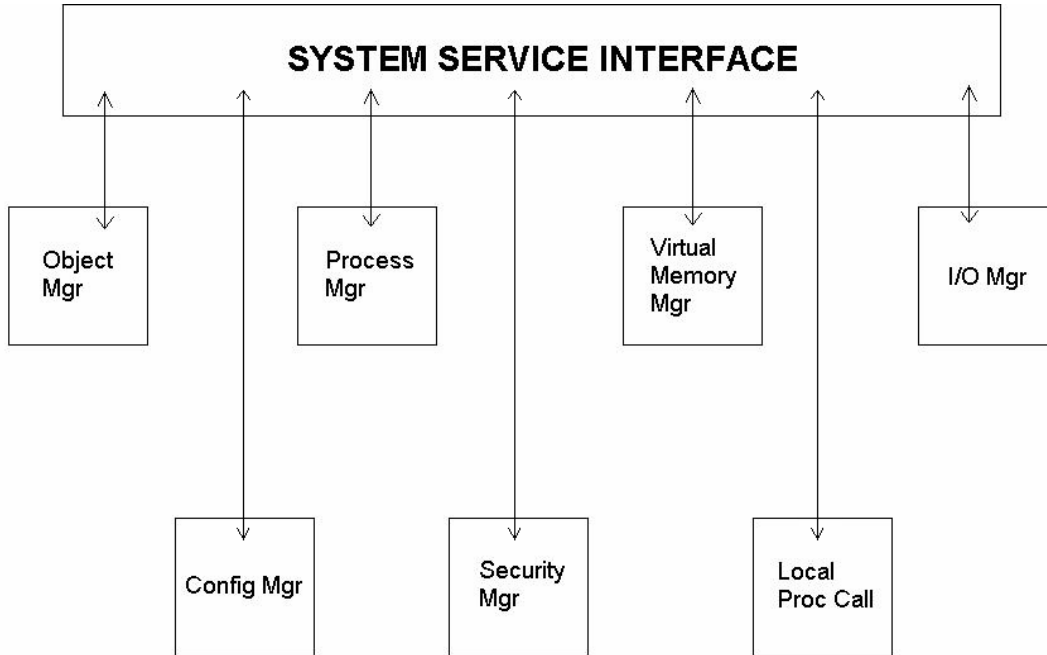 SYSTEM SERVICE INTERFACE
Object
Mgr
Process
Mgr
Virtual
Memory
Mgr
I/O Mgr
Config Mgr
Security
Mgr
Local
Proc Call